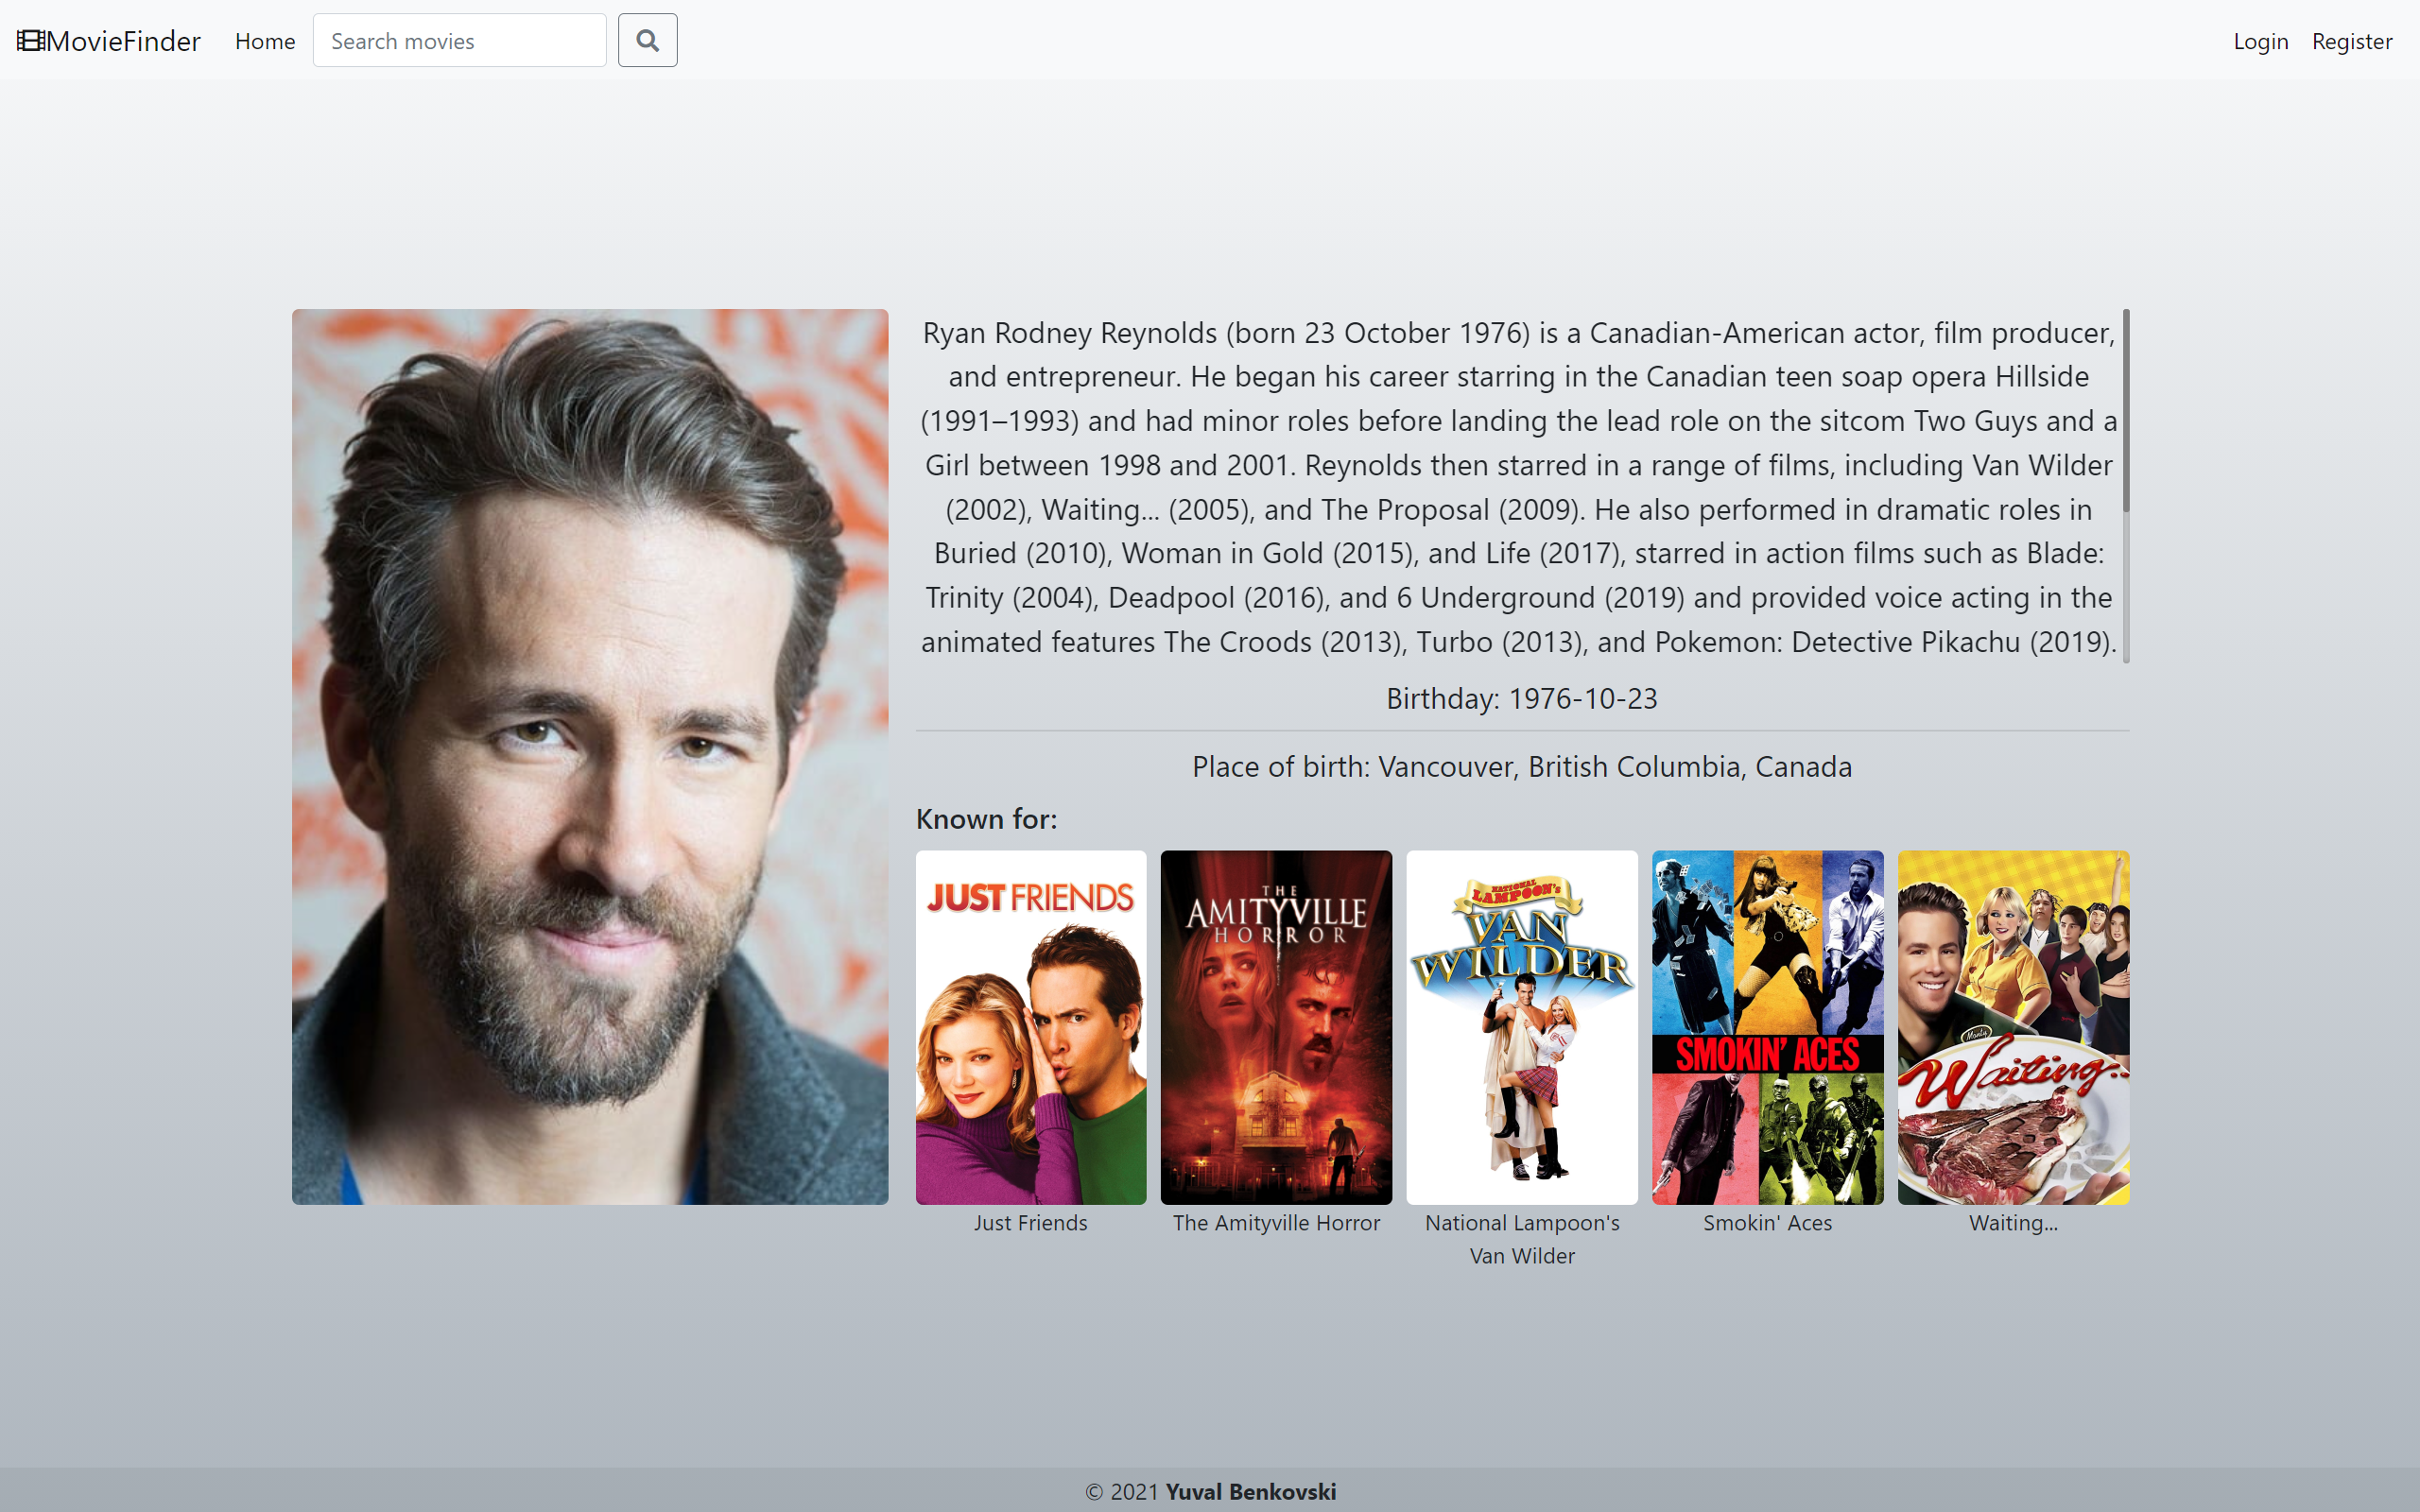 MovieFinder
Home
Search movies
Login
Register
Ryan Rodney Reynolds (born 23 October 1976) is a Canadian-American actor, film producer,
and entrepreneur. He began his career starring in the Canadian teen soap opera Hillside
(1991–1993) and had minor roles before landing the lead role on the sitcom Two Guys and a
Girl between 1998 and 2001. Reynolds then starred in a range of films, including Van Wilder
(2002), Waiting... (2005), and The Proposal (2009). He also performed in dramatic roles in
Buried (2010), Woman in Gold (2015), and Life (2017), starred in action films such as Blade:
Trinity (2004), Deadpool (2016), and 6 Underground (2019) and provided voice acting in the
animated features The Croods (2013), Turbo (2013), and Pokemon: Detective Pikachu (2019).
Birthday: 1976-10-23
Place of birth: Vancouver, British Columbia, Canada
Known for:
JUST FRIENDS
THE
AMITYVILLE
HORROR
NATIONAL
LAMPOON'S
VAN
WILDER
SMOKIN' ACES
Monty
Waiting...
Just Friends
The Amityville Horror
National Lampoon's
Van Wilder
Smokin' Aces
Waiting...
© 2021 Yuval Benkovski